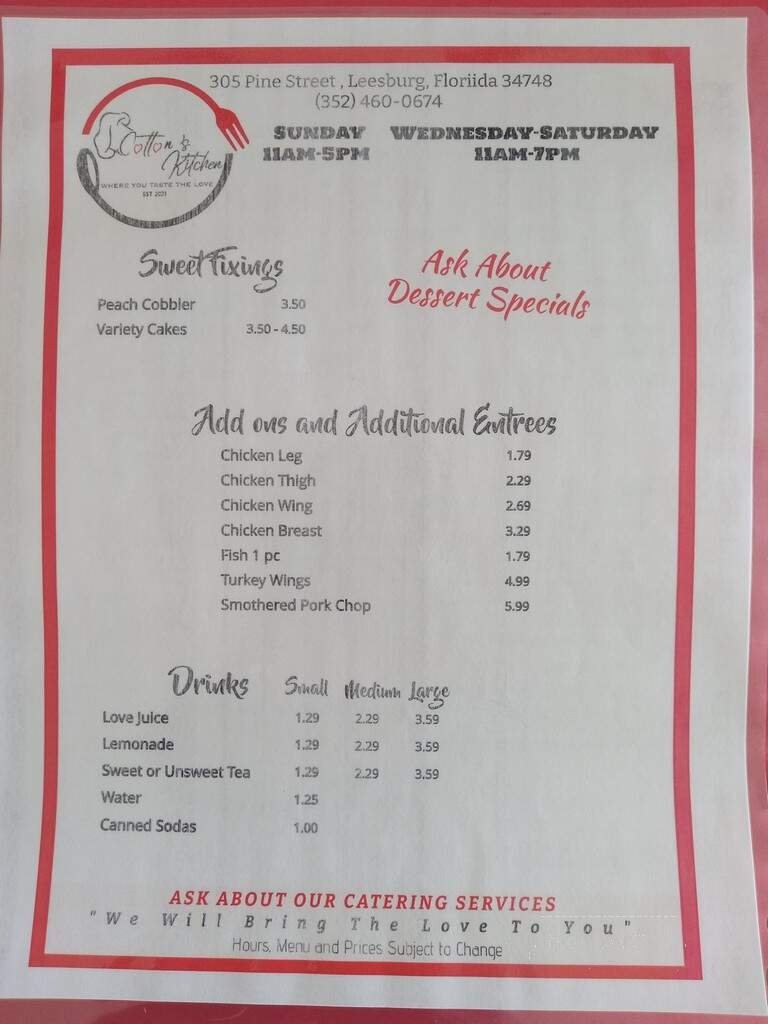 305 Pine Street , Leesburg, Floriida 34748
(352) 460-0674
Cotton's
Kitchen
WHERE YOU TASTE THE LOVE
EST 2021
SUNDAY
11AM-5PM
WEDNESDAY-SATURDAY
11AM-7PM
Sweet Fixings
Peach Cobbler 3.50
Variety Cakes 3.50 - 4.50
Ask About
Dessert Specials
Add ons and Additional Entrees
Chicken Leg 1.79
Chicken Thigh 2.29
Chicken Wing 2.69
Chicken Breast 3.29
Fish 1 pc 1.79
Turkey Wings 4.99
Smothered Pork Chop 5.99
Drinks Small Medium Large
Love Juice 1.29 2.29 3.59
Lemonade 1.29 2.29 3.59
Sweet or Unsweet Tea 1.29 2.29 3.59
Water 1.25
Canned Sodas 1.00
ASK ABOUT OUR CATERING SERVICES
"We Will Bring The Love To You"
Hours, Menu and Prices Subject to Change